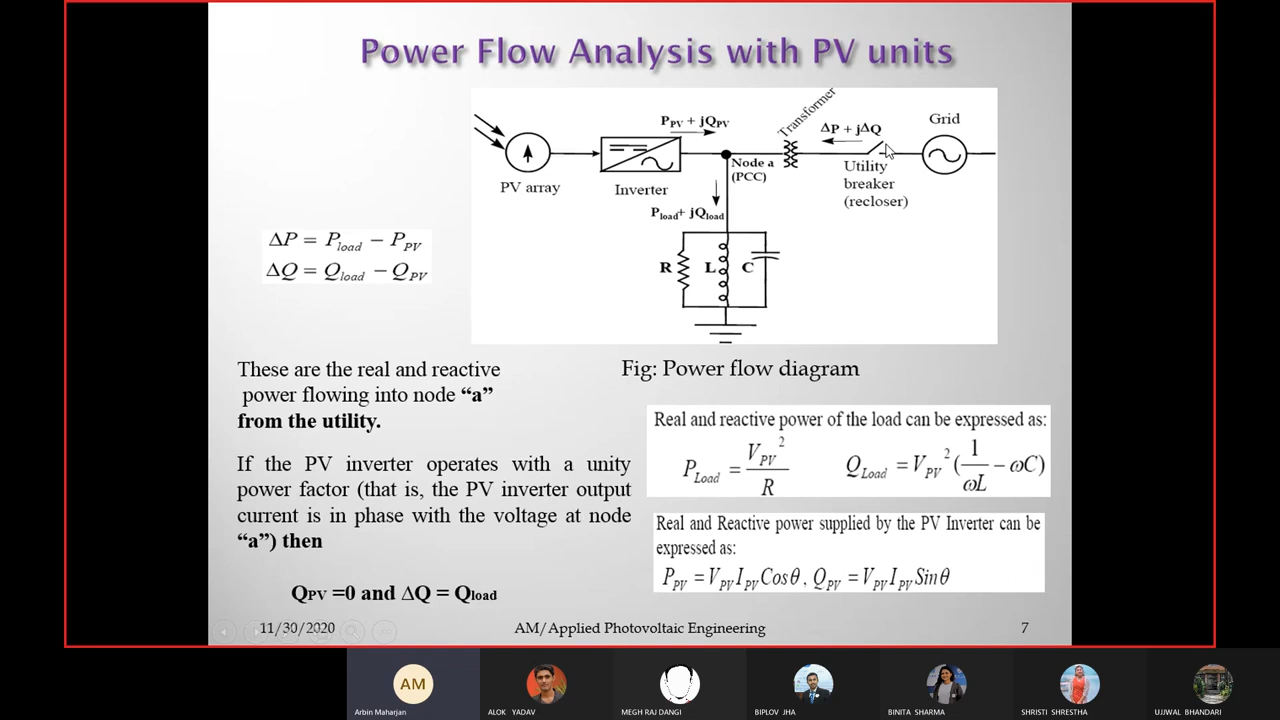 Power Flow Analysis with PV units
P_PV + jQ_PV
Transformer
ΔP + jΔQ
Grid
Node a
(PCC)
Utility
breaker
(recloser)
PV array
Inverter
P_load + jQ_load
R
L
C
ΔP = P_load − P_PV
ΔQ = Q_load − Q_PV
These are the real and reactive
power flowing into node “a”
from the utility.
Fig: Power flow diagram
If the PV inverter operates with a unity
power factor (that is, the PV inverter output
current is in phase with the voltage at node
“a”) then
Q_PV =0 and ΔQ = Q_load
Real and reactive power of the load can be expressed as:
P_Load = V_PV² / R
Q_Load = V_PV² (1/ωL − ωC)
Real and Reactive power supplied by the PV Inverter can be
expressed as:
P_PV = V_PV I_PV Cosθ , Q_PV = V_PV I_PV Sinθ
11/30/2020
AM/Applied Photovoltaic Engineering
7
AM
Arbin Maharjan
ALOK YADAV
MEGH RAJ DANGI
BIPLOV JHA
BINITA SHARMA
SHRISTI SHRESTHA
UJJWAL BHANDARI